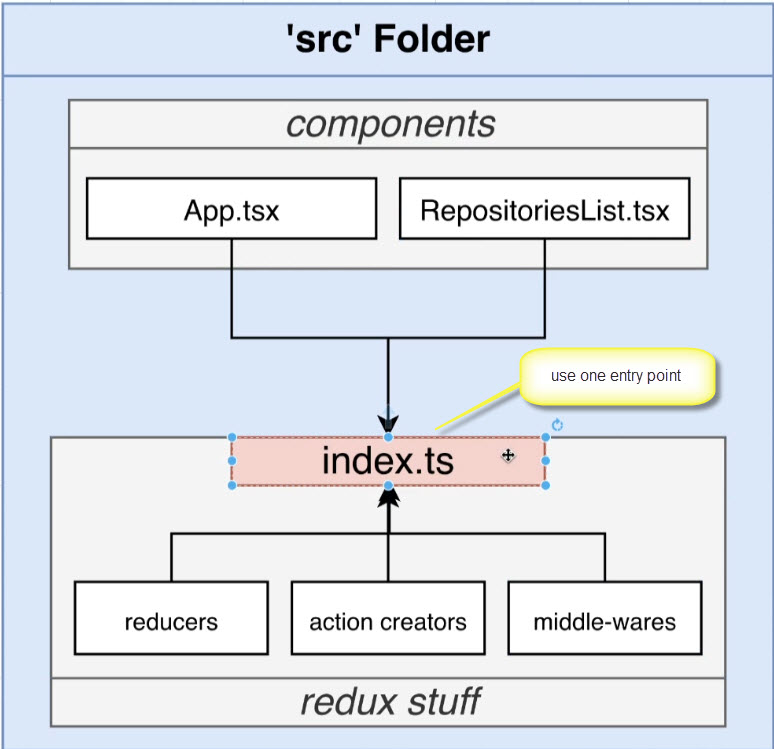 'src' Folder
components
App.tsx
RepositoriesList.tsx
use one entry point
index.ts
reducers
action creators
middle-wares
redux stuff